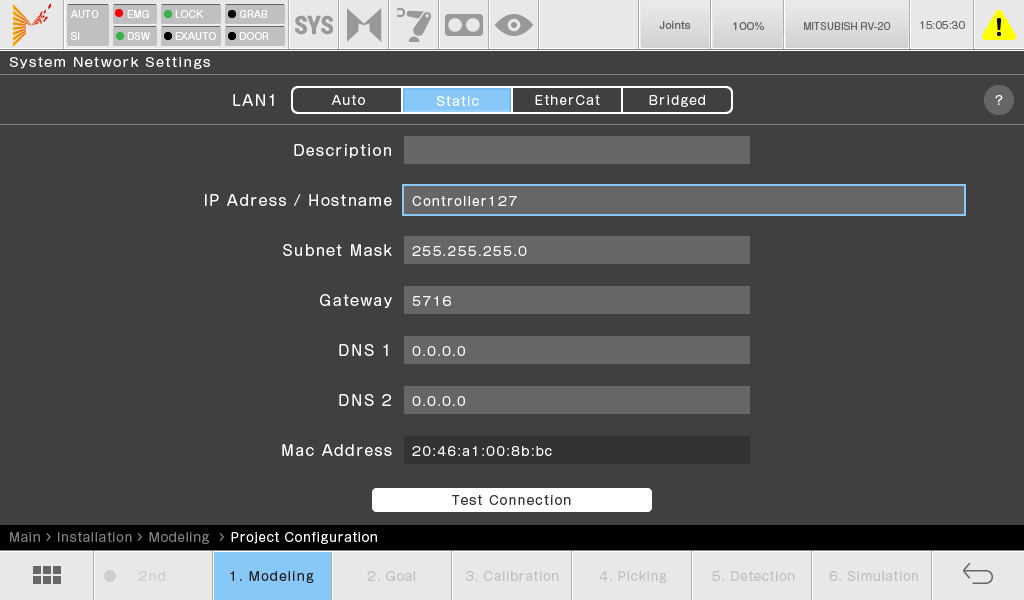 AUTO EMG LOCK GRAB
SI DSW EXAUTO DOOR
SYS
Joints 100% MITSUBISH RV-20 15:05:30
System Network Settings
LAN1 Auto Static EtherCat Bridged ?
Description
IP Adress / Hostname Controller127
Subnet Mask 255.255.255.0
Gateway 5716
DNS 1 0.0.0.0
DNS 2 0.0.0.0
Mac Address 20:46:a1:00:8b:bc
Test Connection
Main > Installation > Modeling > Project Configuration
2nd 1. Modeling 2. Goal 3. Calibration 4. Picking 5. Detection 6. Simulation